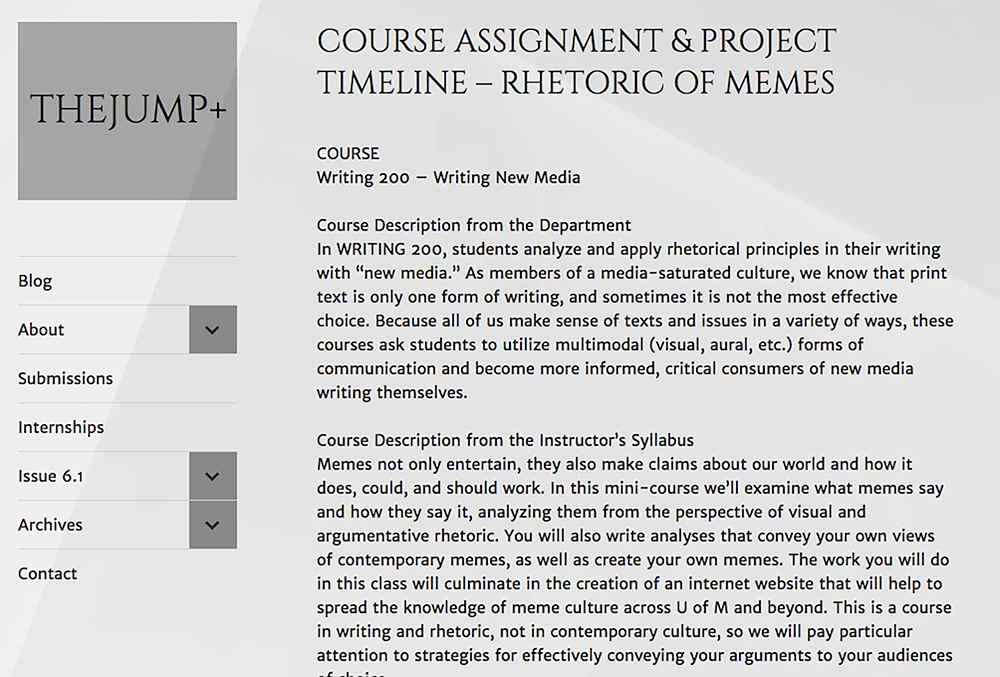 THEJUMP+
Blog
About
Submissions
Internships
Issue 6.1
Archives
Contact
COURSE ASSIGNMENT & PROJECT
TIMELINE – RHETORIC OF MEMES
COURSE
Writing 200 – Writing New Media
Course Description from the Department
In WRITING 200, students analyze and apply rhetorical principles in their writing
with “new media.” As members of a media-saturated culture, we know that print
text is only one form of writing, and sometimes it is not the most effective
choice. Because all of us make sense of texts and issues in a variety of ways, these
courses ask students to utilize multimodal (visual, aural, etc.) forms of
communication and become more informed, critical consumers of new media
writing themselves.
Course Description from the Instructor’s Syllabus
Memes not only entertain, they also make claims about our world and how it
does, could, and should work. In this mini-course we’ll examine what memes say
and how they say it, analyzing them from the perspective of visual and
argumentative rhetoric. You will also write analyses that convey your own views
of contemporary memes, as well as create your own memes. The work you will do
in this class will culminate in the creation of an internet website that will help to
spread the knowledge of meme culture across U of M and beyond. This is a course
in writing and rhetoric, not in contemporary culture, so we will pay particular
attention to strategies for effectively conveying your arguments to your audiences